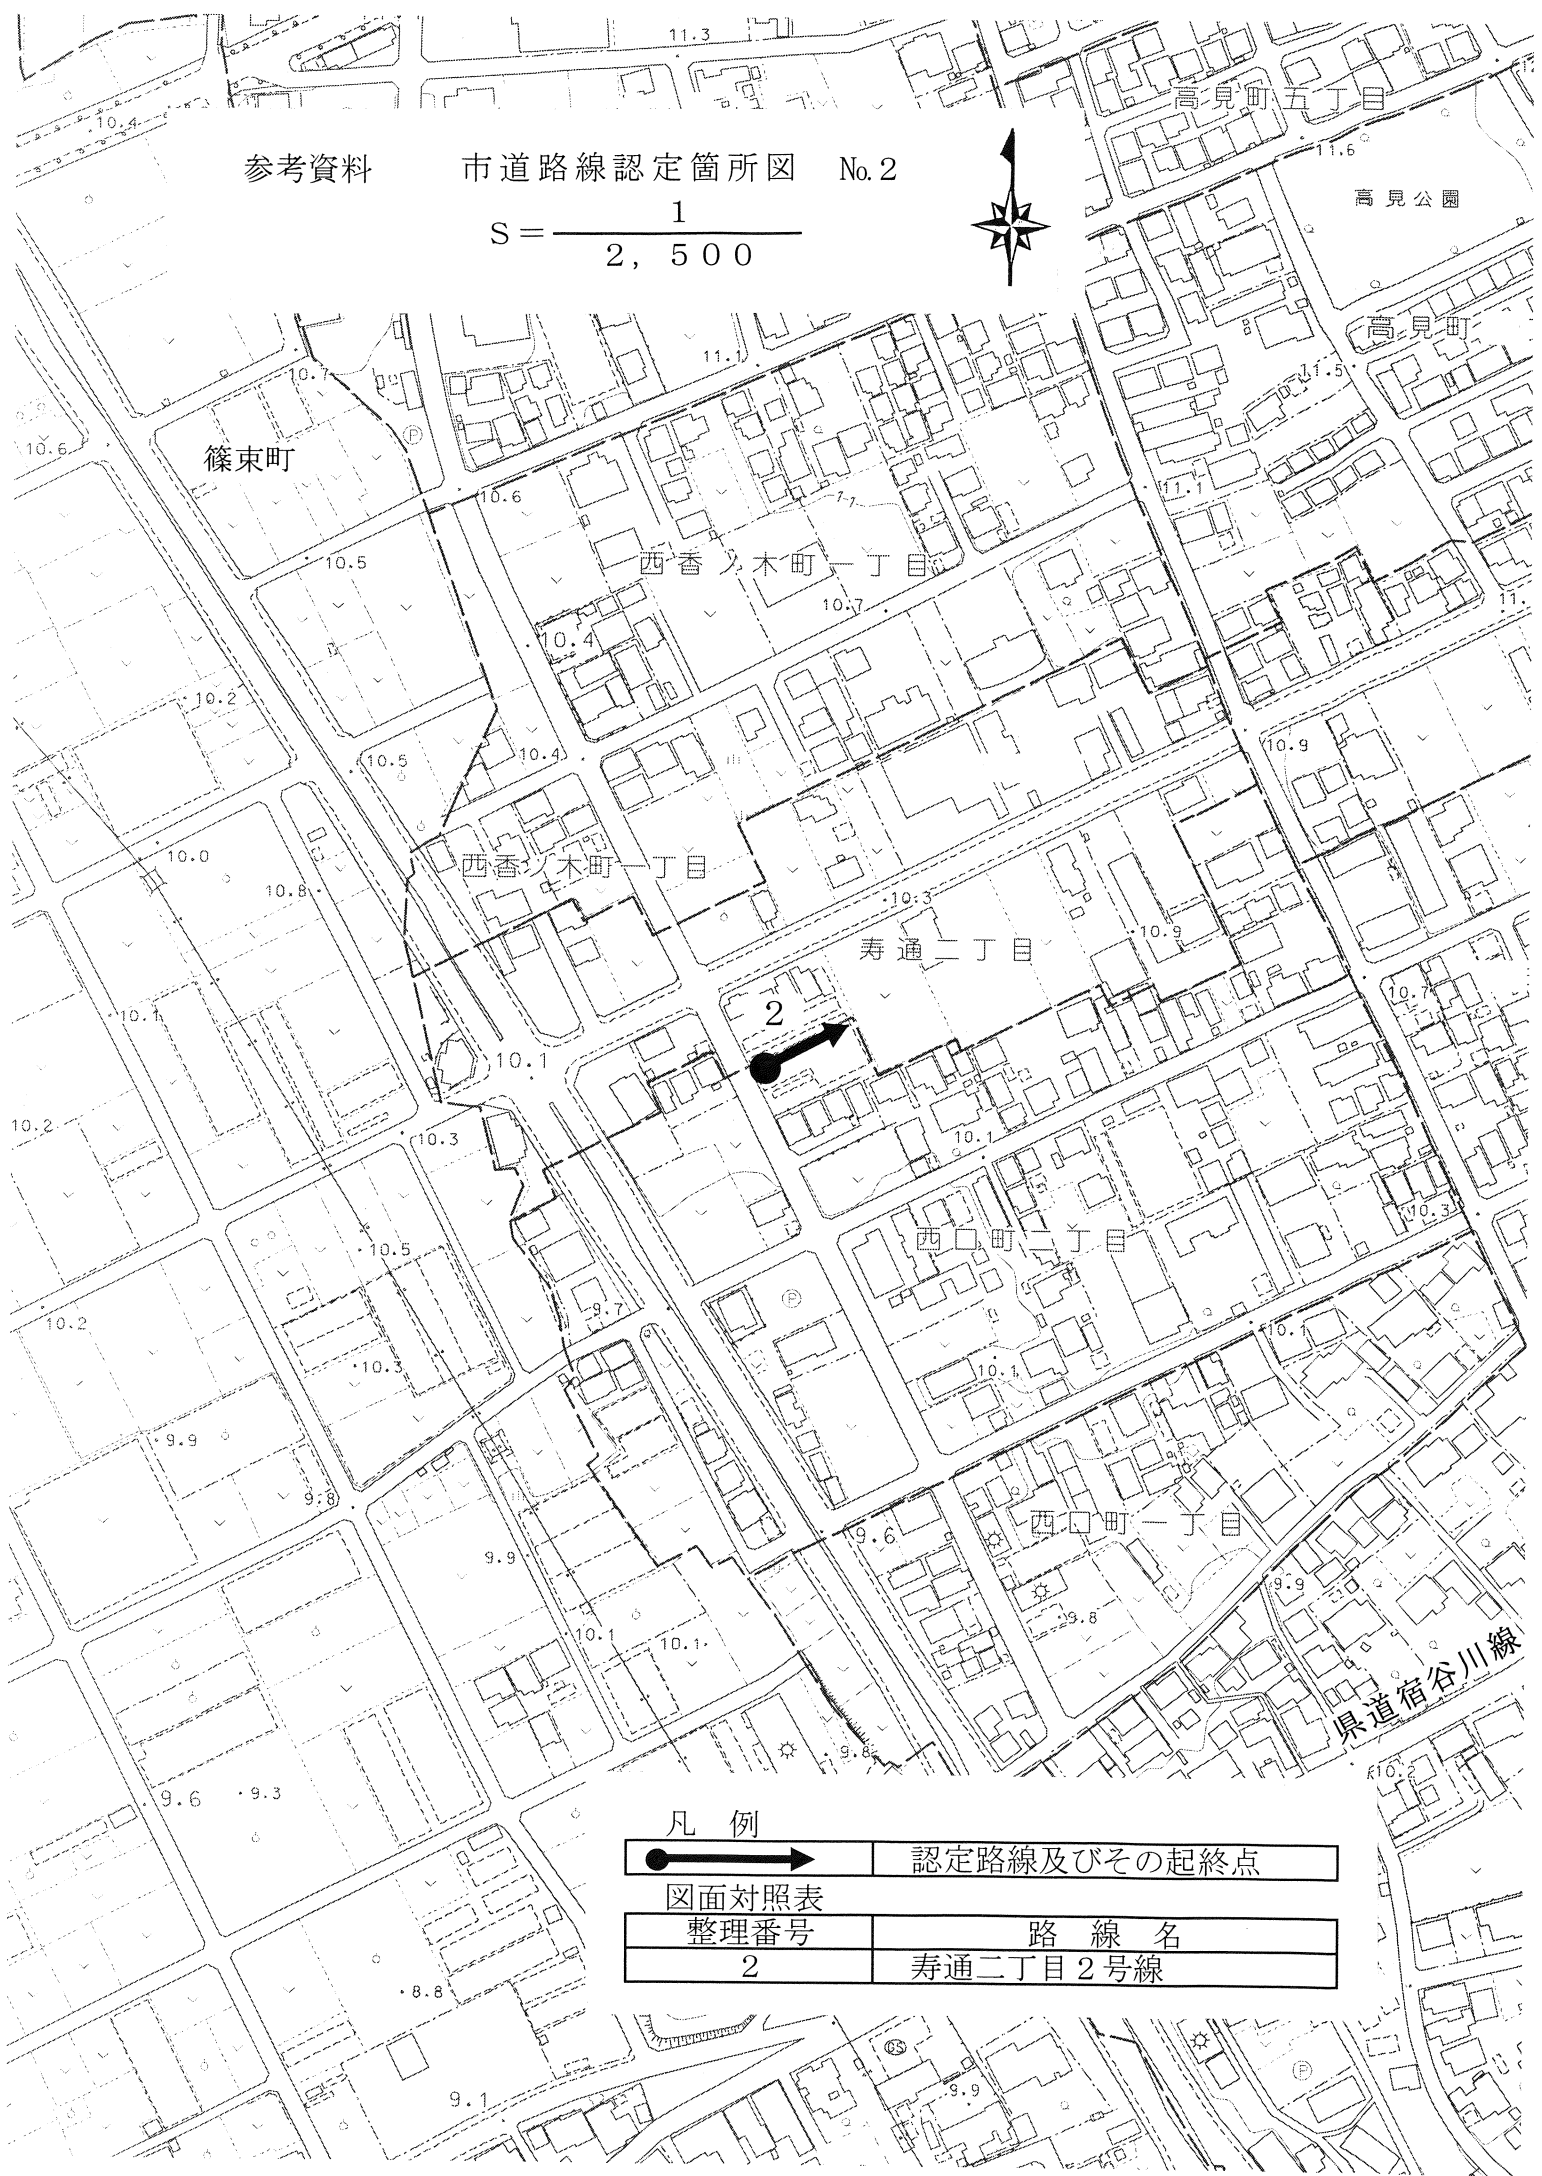 11.3
高見町五丁目
10.4
11.6
参考資料 市道路線認定箇所図 №2
高見公園
S＝1/2,500
高見町
11.1
10.7
11.5
Ｐ
10.6
篠束町
10.6
11.1
10.5
西香ノ木町一丁目
10.7
11.
10.4
10.2
10.9
10.5
10.4
10.0
西香ノ木町一丁目
10.8
10.3
10.9
寿通二丁目
10.7
10.1
2
10.1
10.2
10.3
10.1
10.3
西口町二丁目
10.5
Ｐ
9.7
10.2
10.1
10.3
10.1
9.9
9.8
西口町一丁目
9.6
9.9
9.9
9.8
10.1
10.1
県道宿谷川線
9.8
10.2
9.6
9.3
凡 例
認定路線及びその起終点
図面対照表
整理番号 路 線 名
2 寿通二丁目２号線
8.8
GS
Ｐ
9.9
9.1